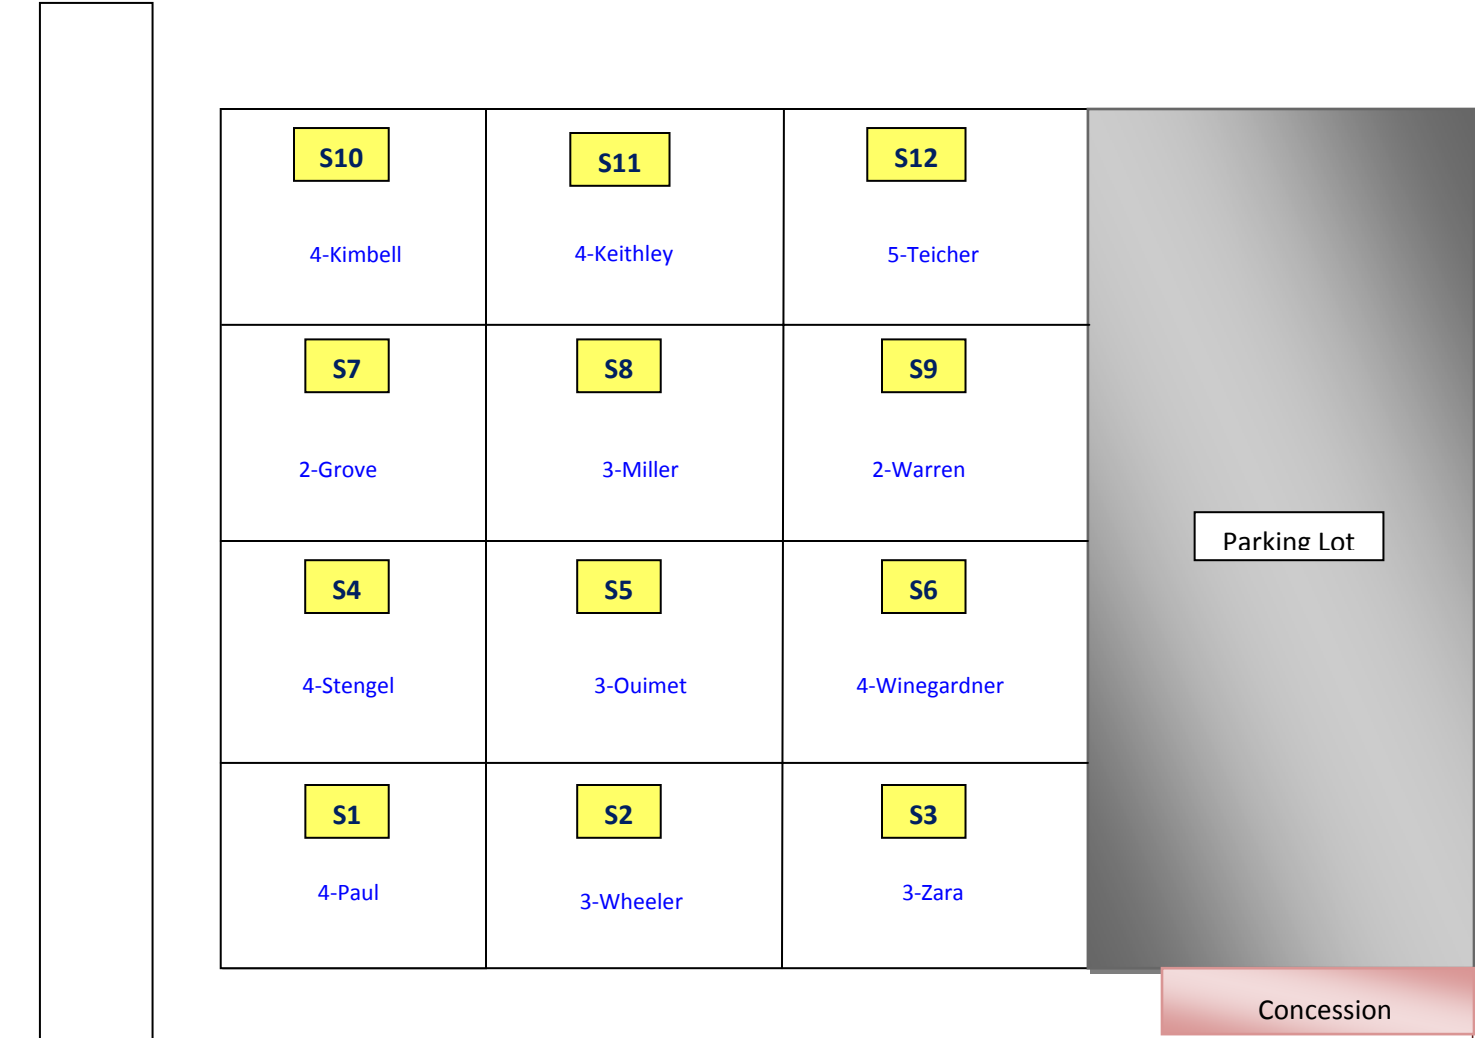 S10
S11
S12
4-Kimbell
4-Keithley
5-Teicher
S7
S8
S9
2-Grove
3-Miller
2-Warren
Parking Lot
S4
S5
S6
4-Stengel
3-Ouimet
4-Winegardner
S1
S2
S3
4-Paul
3-Wheeler
3-Zara
Concession